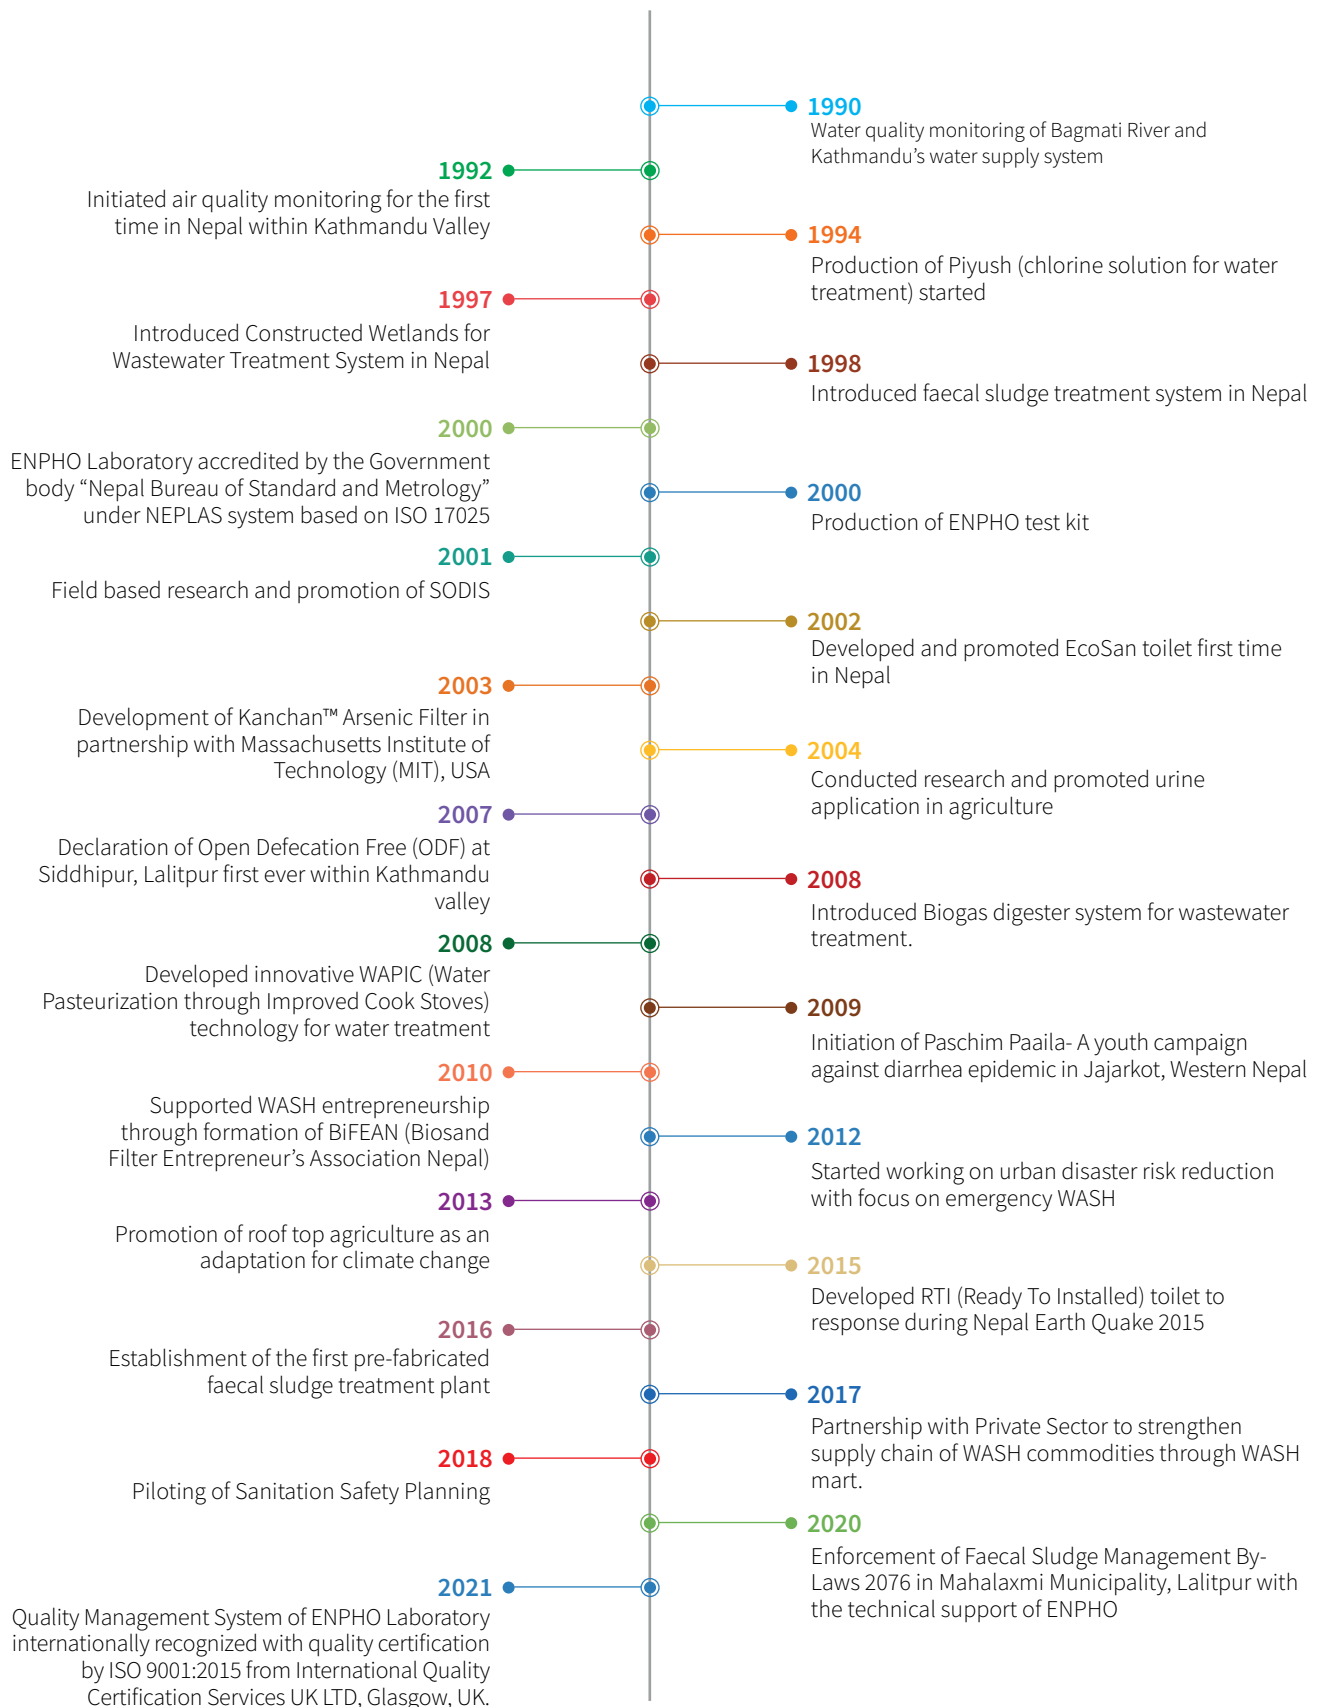 1990
Water quality monitoring of Bagmati River and
Kathmandu’s water supply system
1992
Initiated air quality monitoring for the first
time in Nepal within Kathmandu Valley
1994
Production of Piyush (chlorine solution for water
treatment) started
1997
Introduced Constructed Wetlands for
Wastewater Treatment System in Nepal
1998
Introduced faecal sludge treatment system in Nepal
2000
ENPHO Laboratory accredited by the Government
body “Nepal Bureau of Standard and Metrology”
under NEPLAS system based on ISO 17025
2000
Production of ENPHO test kit
2001
Field based research and promotion of SODIS
2002
Developed and promoted EcoSan toilet first time
in Nepal
2003
Development of Kanchan™ Arsenic Filter in
partnership with Massachusetts Institute of
Technology (MIT), USA
2004
Conducted research and promoted urine
application in agriculture
2007
Declaration of Open Defecation Free (ODF) at
Siddhipur, Lalitpur first ever within Kathmandu
valley
2008
Introduced Biogas digester system for wastewater
treatment.
2008
Developed innovative WAPIC (Water
Pasteurization through Improved Cook Stoves)
technology for water treatment
2009
Initiation of Paschim Paaila- A youth campaign
against diarrhea epidemic in Jajarkot, Western Nepal
2010
Supported WASH entrepreneurship
through formation of BiFEAN (Biosand
Filter Entrepreneur’s Association Nepal)
2012
Started working on urban disaster risk reduction
with focus on emergency WASH
2013
Promotion of roof top agriculture as an
adaptation for climate change
2015
Developed RTI (Ready To Installed) toilet to
response during Nepal Earth Quake 2015
2016
Establishment of the first pre-fabricated
faecal sludge treatment plant
2017
Partnership with Private Sector to strengthen
supply chain of WASH commodities through WASH
mart.
2018
Piloting of Sanitation Safety Planning
2020
Enforcement of Faecal Sludge Management By-
Laws 2076 in Mahalaxmi Municipality, Lalitpur with
the technical support of ENPHO
2021
Quality Management System of ENPHO Laboratory
internationally recognized with quality certification
by ISO 9001:2015 from International Quality
Certification Services UK LTD, Glasgow, UK.